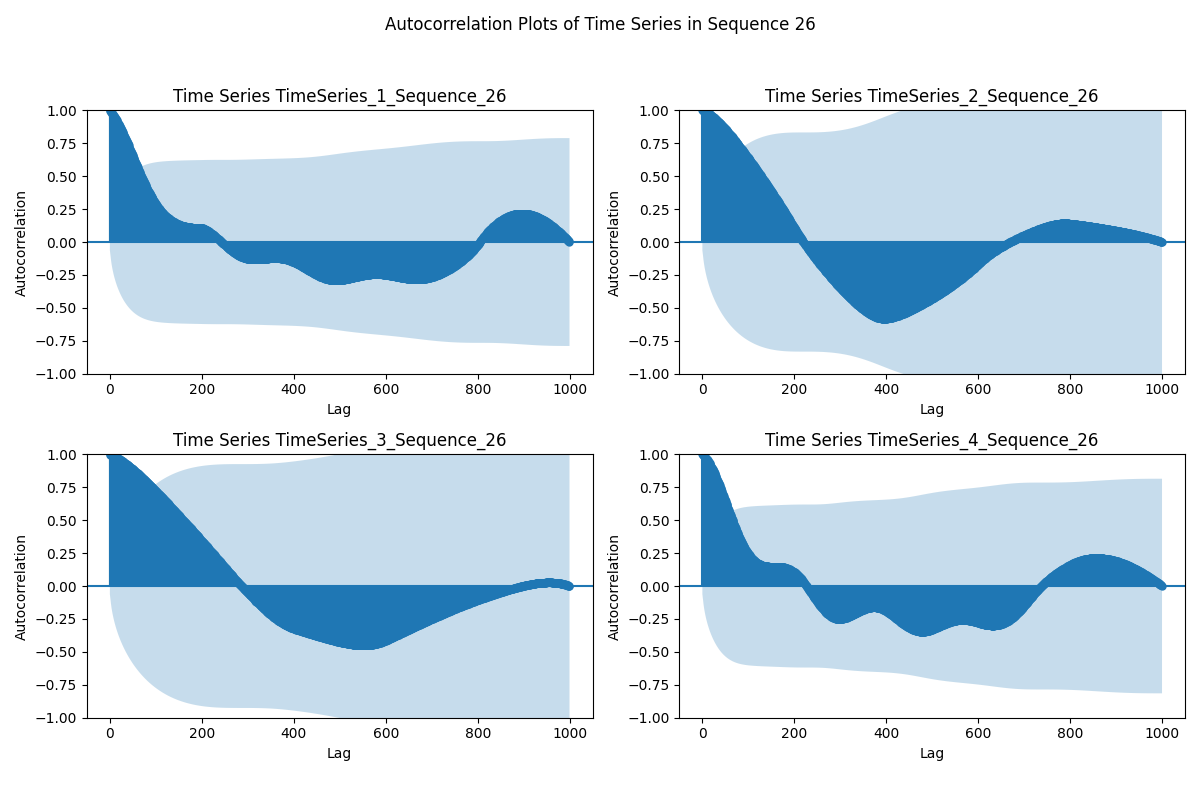 Autocorrelation Plots of Time Series in Sequence 26
Time Series TimeSeries_1_Sequence_26
1.00
0.75
0.50
0.25
0.00
−0.25
−0.50
−0.75
−1.00
Autocorrelation
0 200 400 600 800 1000
Lag
Time Series TimeSeries_2_Sequence_26
1.00
0.75
0.50
0.25
0.00
−0.25
−0.50
−0.75
−1.00
Autocorrelation
0 200 400 600 800 1000
Lag
Time Series TimeSeries_3_Sequence_26
1.00
0.75
0.50
0.25
0.00
−0.25
−0.50
−0.75
−1.00
Autocorrelation
0 200 400 600 800 1000
Lag
Time Series TimeSeries_4_Sequence_26
1.00
0.75
0.50
0.25
0.00
−0.25
−0.50
−0.75
−1.00
Autocorrelation
0 200 400 600 800 1000
Lag